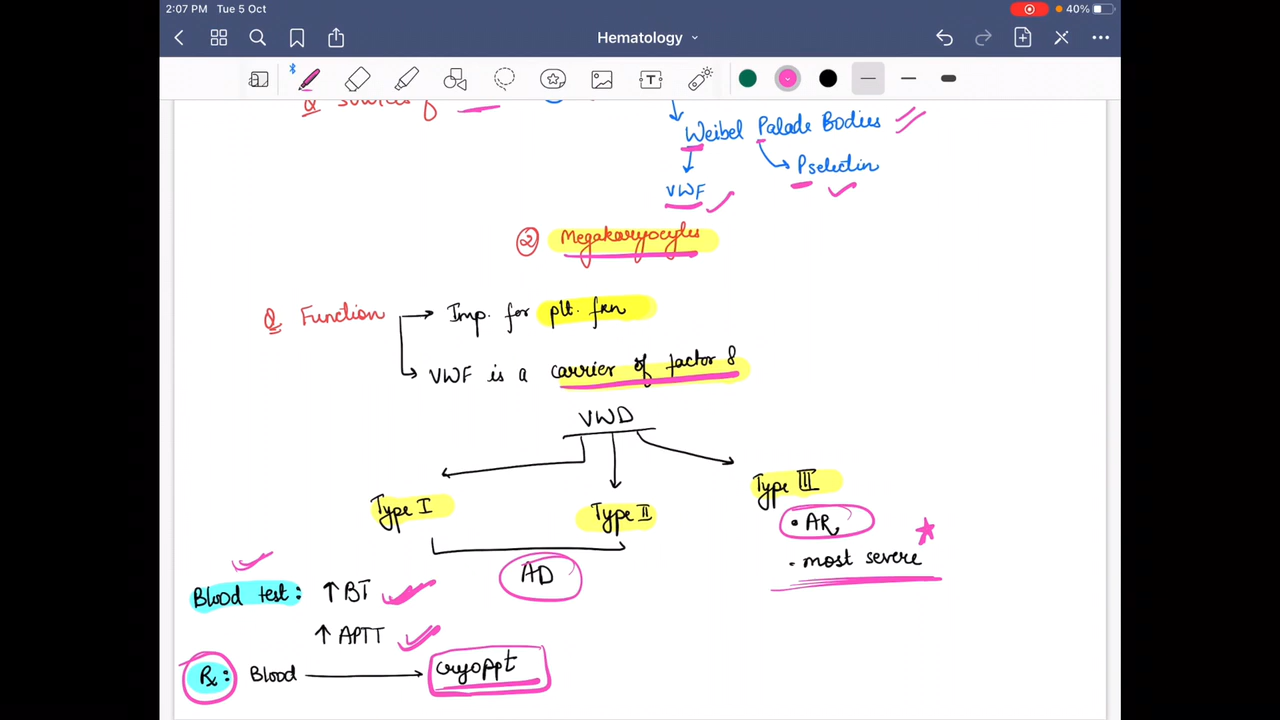 2:07 PM Tue 5 Oct
40%
Hematology
Q Sources of
Weibel Palade Bodies
Pselectin
VWF
② Megakaryocytes
Q Function → Imp. for plt. fxn
→ VWF is a carrier of factor 8
VWD
Type I
Type II
Type III
• AR
• most severe
AD
Blood test: ↑ BT
↑ APTT
Rx: Blood → cryoppt